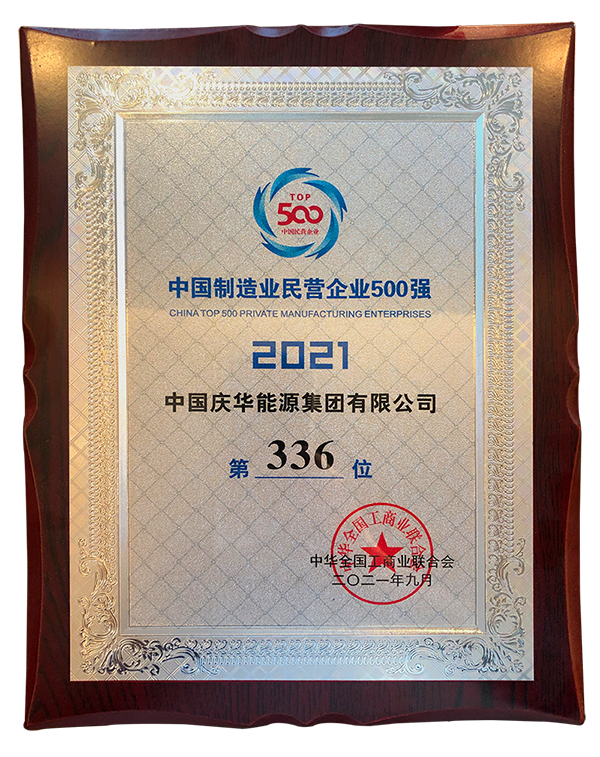 TOP
500
中国民营企业
中国制造业民营企业500强
CHINA TOP 500 PRIVATE MANUFACTURING ENTERPRISES
2021
中国庆华能源集团有限公司
第 336 位
中华全国工商业联合会
中华全国工商业联合会
二〇二一年九月